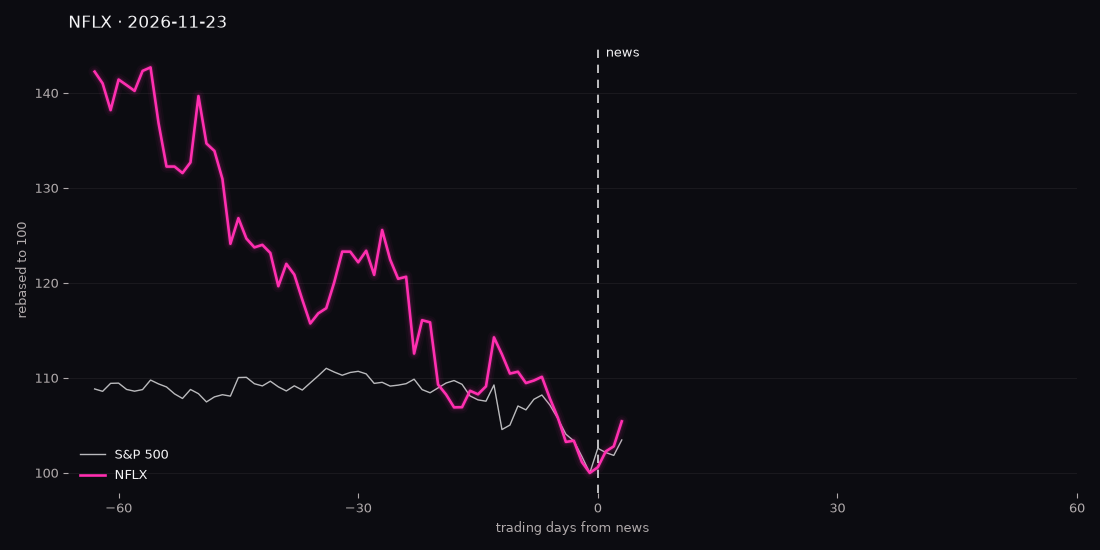 NFLX · 2026-11-23
news
140
130
120
110
100
rebased to 100
S&P 500
NFLX
−60
−30
0
30
60
trading days from news